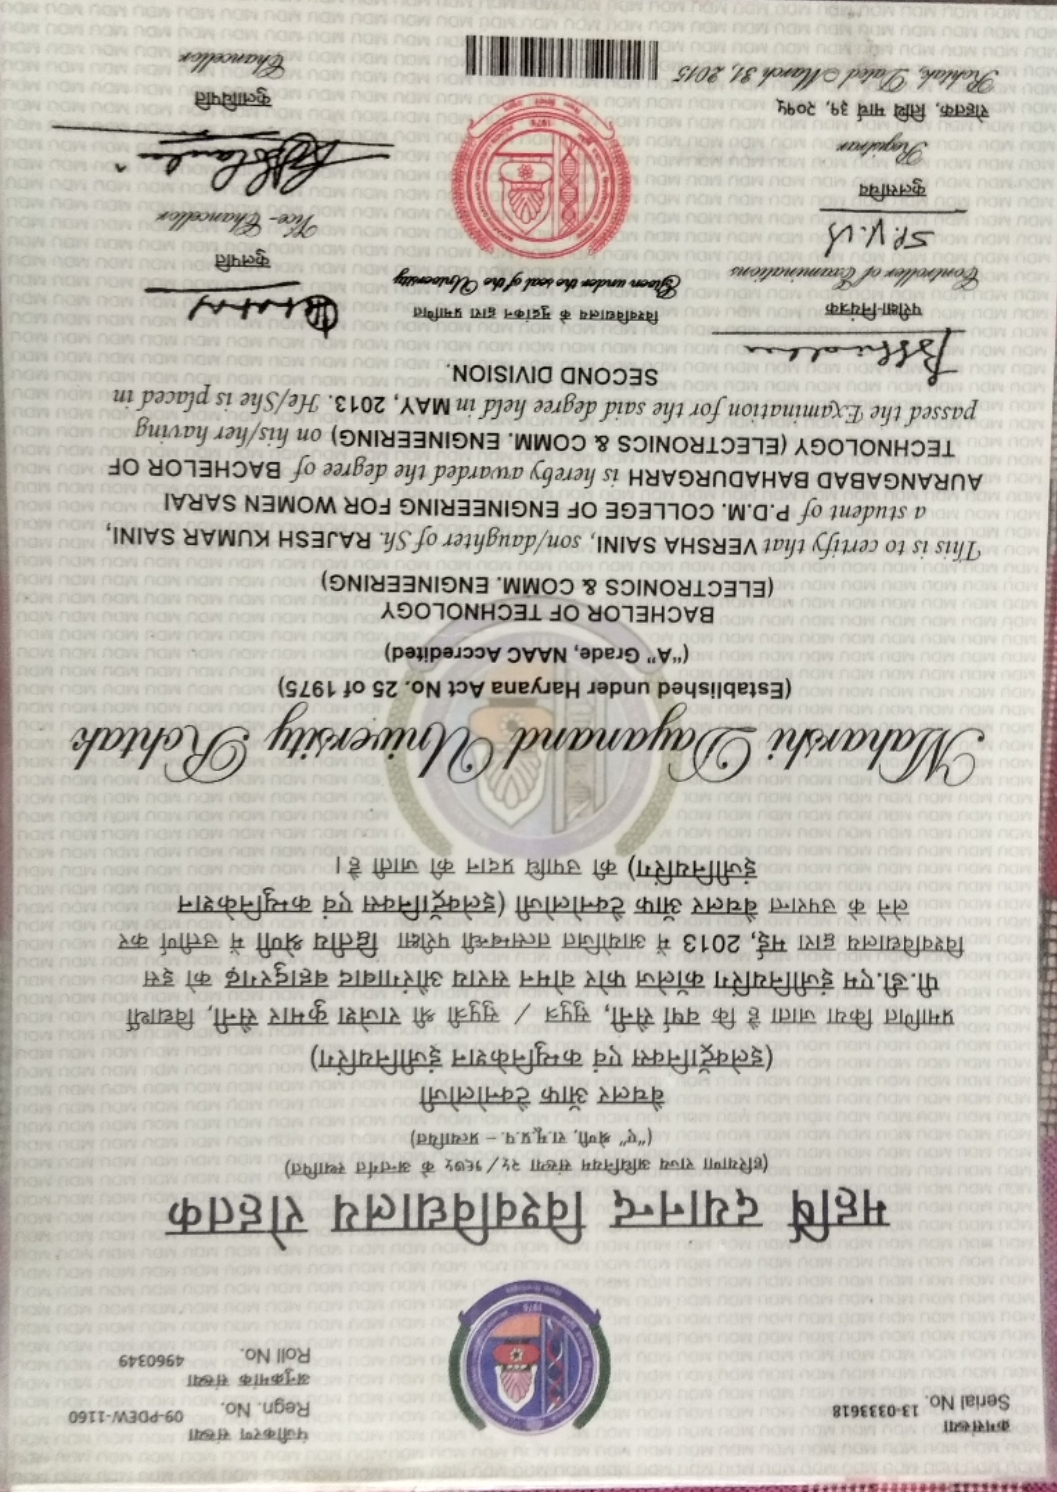 क्रमसंख्या
Serial No. 13-0333618
पंजीकरण संख्या
Regn. No. 09-PDEW-1160
अनुक्रमांक संख्या
Roll No. 4960349
महर्षि दयानन्द विश्वविद्यालय रोहतक
(हरियाणा राज्य अधिनियम संख्या २५/१९७५ के अन्तर्गत स्थापित)
("ए" श्रेणी, रा.मू.प्र.प. – प्रत्यायित)
बेचलर ऑफ टेक्नोलोजी
(इलेक्ट्रॉनिक्स एवं कम्युनिकेशन इंजीनियरिंग)
प्रमाणित किया जाता है कि वर्षा सैनी, सुपुत्र / सुपुत्री श्री राजेश कुमार सैनी, विद्यार्थी
पी.डी.एम इंजीनियरिंग कॉलेज फोर वोमन सराय औरंगाबाद बहादुरगढ़ को इस
विश्वविद्यालय द्वारा मई, 2013 में आयोजित तत्सम्बन्धी परीक्षा द्वितीय श्रेणी में उत्तीर्ण कर
लेने के उपरान्त बेचलर ऑफ टेक्नोलोजी (इलेक्ट्रॉनिक्स एवं कम्युनिकेशन
इंजीनियरिंग) की उपाधि प्रदान की जाती है।
Maharshi Dayanand University Rohtak
(Established under Haryana Act No. 25 of 1975)
("A" Grade, NAAC Accredited)
BACHELOR OF TECHNOLOGY
(ELECTRONICS & COMM. ENGINEERING)
This is to certify that VERSHA SAINI, son/daughter of Sh. RAJESH KUMAR SAINI,
a student of P.D.M. COLLEGE OF ENGINEERING FOR WOMEN SARAI
AURANGABAD BAHADURGARH is hereby awarded the degree of BACHELOR OF
TECHNOLOGY (ELECTRONICS & COMM. ENGINEERING) on his/her having
passed the Examination for the said degree held in MAY, 2013. He/She is placed in
SECOND DIVISION.
परीक्षा-नियंत्रक
Controller of Examinations
विश्वविद्यालय के मुद्रांकन द्वारा प्रमाणित
Given under the seal of the University
कुलपति
Vice-Chancellor
कुलसचिव
Registrar
रोहतक, तिथि मार्च ३१, २०१५
Rohtak, Dated March 31, 2015
कुलाधिपति
Chancellor